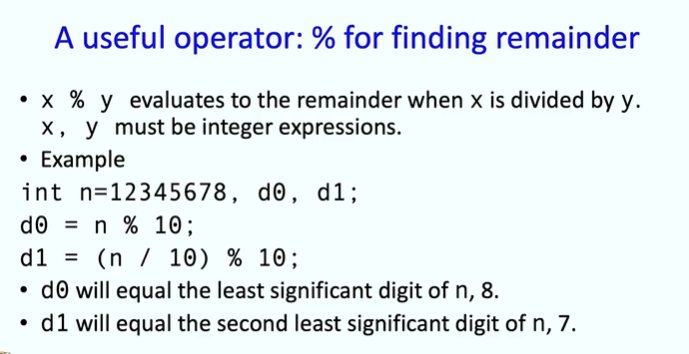 A useful operator: % for finding remainder
• x % y evaluates to the remainder when x is divided by y.
x, y must be integer expressions.
• Example
int n=12345678, d0, d1;
d0 = n % 10;
d1 = (n / 10) % 10;
• d0 will equal the least significant digit of n, 8.
• d1 will equal the second least significant digit of n, 7.